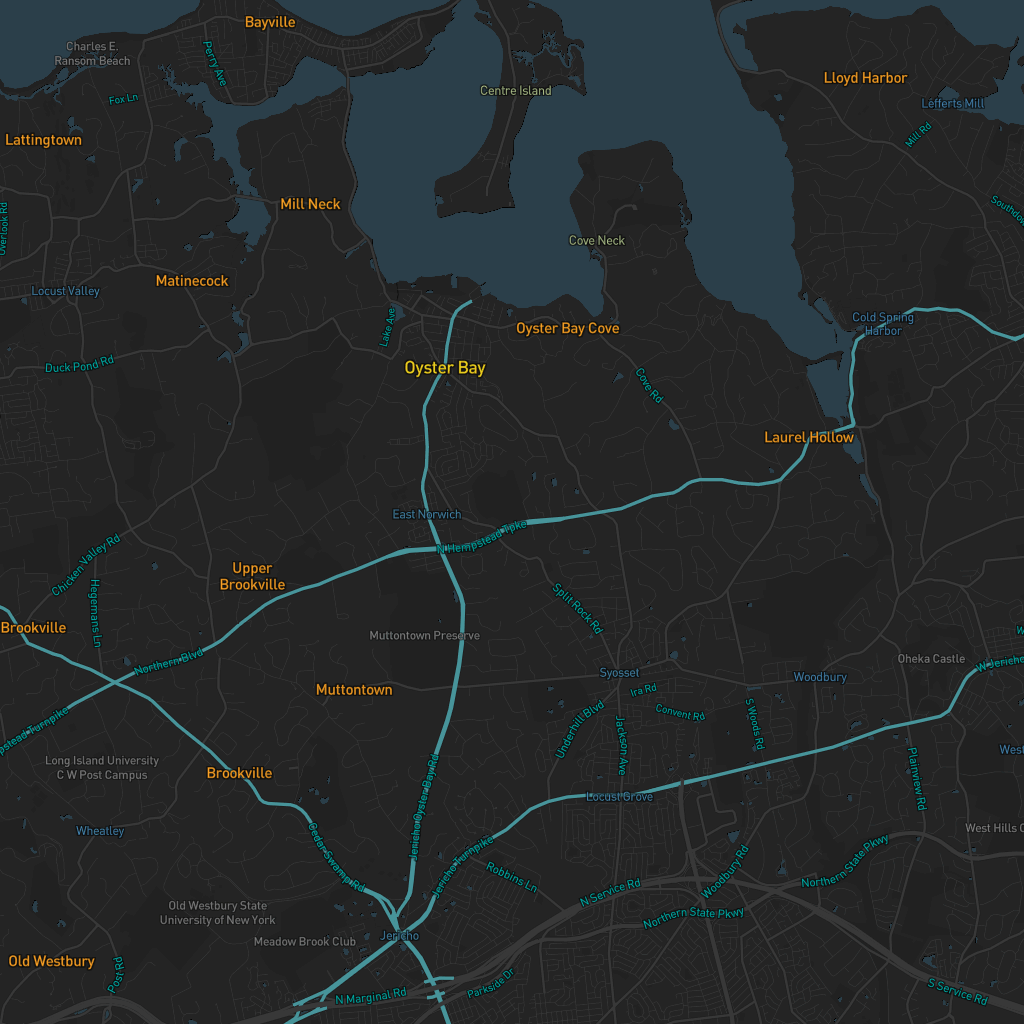 Bayville
Charles E.
Ransom Beach
Perry Ave
Lloyd Harbor
Centre Island
Fox Ln
Lefferts Mill
Lattingtown
Mill Rd
Mill Neck
Overlook Rd
Cove Neck
Matinecock
Locust Valley
Cold Spring
Harbor
Lake Ave
Oyster Bay Cove
Duck Pond Rd
Oyster Bay
Cove Rd
Laurel Hollow
East Norwich
N Hempstead Tpke
Chicken Valley Rd
Upper
Brookville
Hegemans Ln
Split Rock Rd
Brookville
Muttontown Preserve
Oheka Castle
W Jericho
Northern Blvd
Syosset
Woodbury
Muttontown
Ira Rd
Convent Rd
S Woods Rd
Underhill Blvd
Jackson Ave
Long Island University
C W Post Campus
Brookville
Plainview Rd
Locust Grove
Jericho Oyster Bay Rd
Wheatley
West Hills C
Cedar Swamp Rd
Jericho Turnpike
Northern State Pkwy
Woodbury Rd
Robbins Ln
N Service Rd
Old Westbury State
University of New York
Northern State Pkwy
Jericho
Meadow Brook Club
Old Westbury
Post Rd
Parkside Dr
N Marginal Rd
S Service Rd